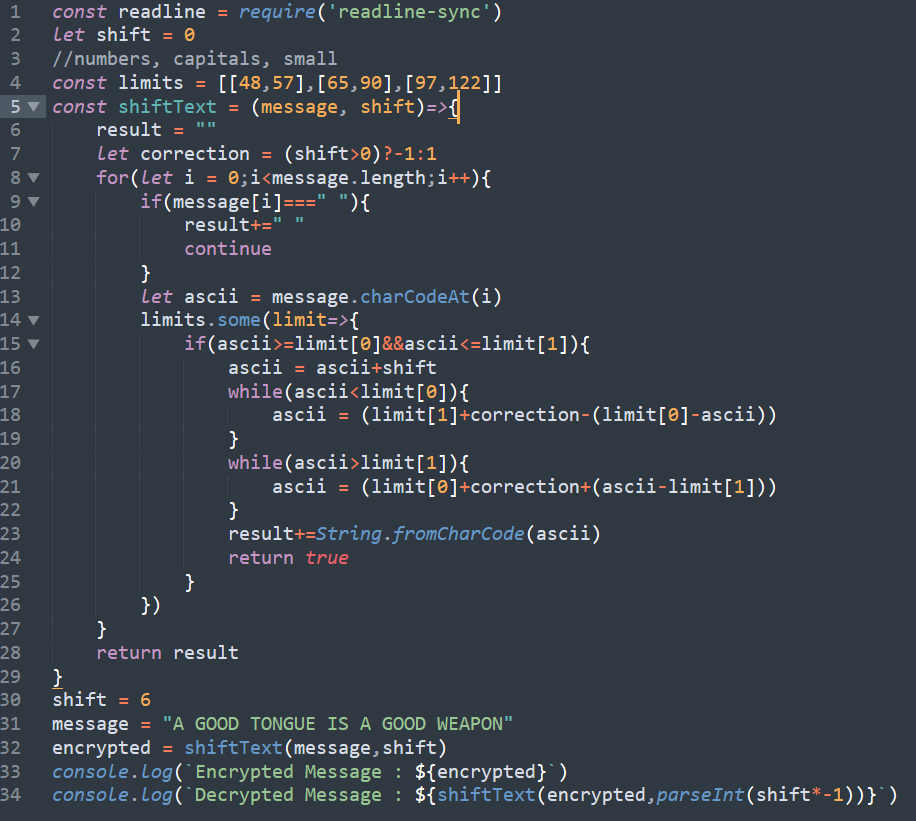 1 const readline = require('readline-sync')
2 let shift = 0
3 //numbers, capitals, small
4 const limits = [[48,57],[65,90],[97,122]]
5 const shiftText = (message, shift)=>{
6     result = ""
7     let correction = (shift>0)?-1:1
8     for(let i = 0;i<message.length;i++){
9         if(message[i]===" "){
10             result+=" "
11             continue
12         }
13         let ascii = message.charCodeAt(i)
14         limits.some(limit=>{
15             if(ascii>=limit[0]&&ascii<=limit[1]){
16                 ascii = ascii+shift
17                 while(ascii<limit[0]){
18                     ascii = (limit[1]+correction-(limit[0]-ascii))
19                 }
20                 while(ascii>limit[1]){
21                     ascii = (limit[0]+correction+(ascii-limit[1]))
22                 }
23                 result+=String.fromCharCode(ascii)
24                 return true
25             }
26         })
27     }
28     return result
29 }
30 shift = 6
31 message = "A GOOD TONGUE IS A GOOD WEAPON"
32 encrypted = shiftText(message,shift)
33 console.log(`Encrypted Message : ${encrypted}`)
34 console.log(`Decrypted Message : ${shiftText(encrypted,parseInt(shift*-1))}`)